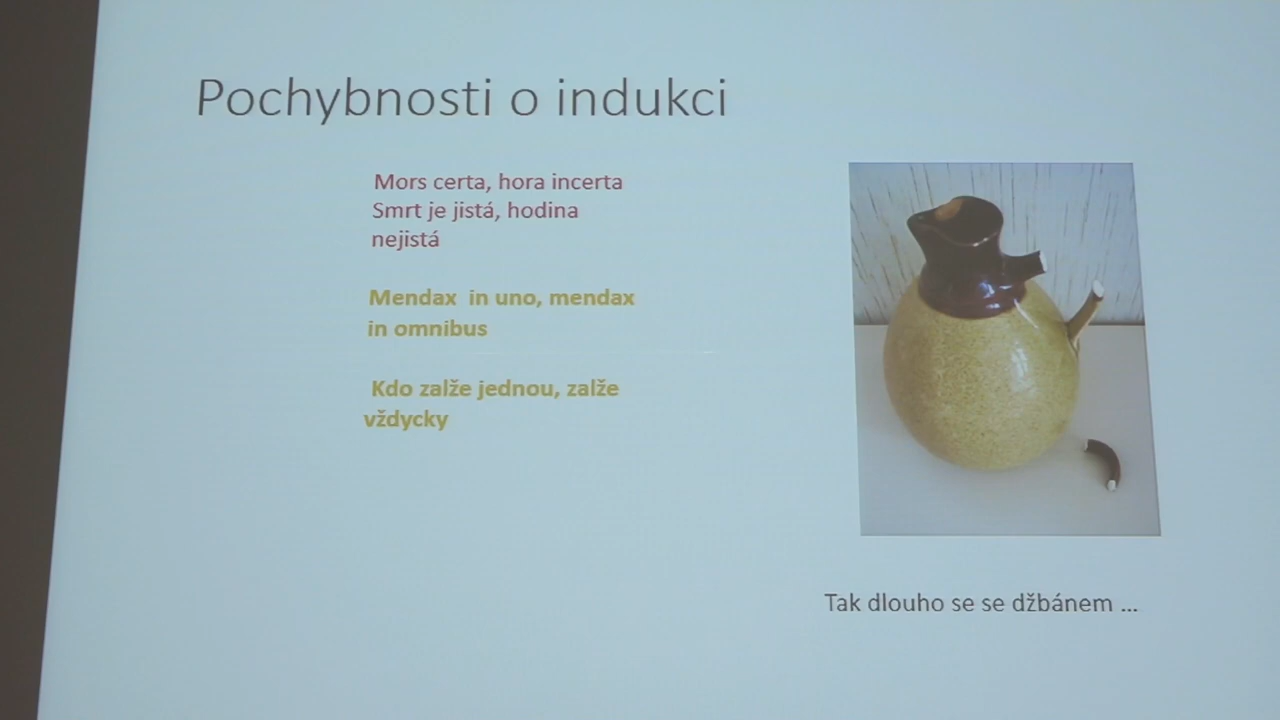 Pochybnosti o indukci
Mors certa, hora incerta
Smrt je jistá, hodina
nejistá
Mendax in uno, mendax
in omnibus
Kdo zalže jednou, zalže
vždycky
Tak dlouho se se džbánem ...